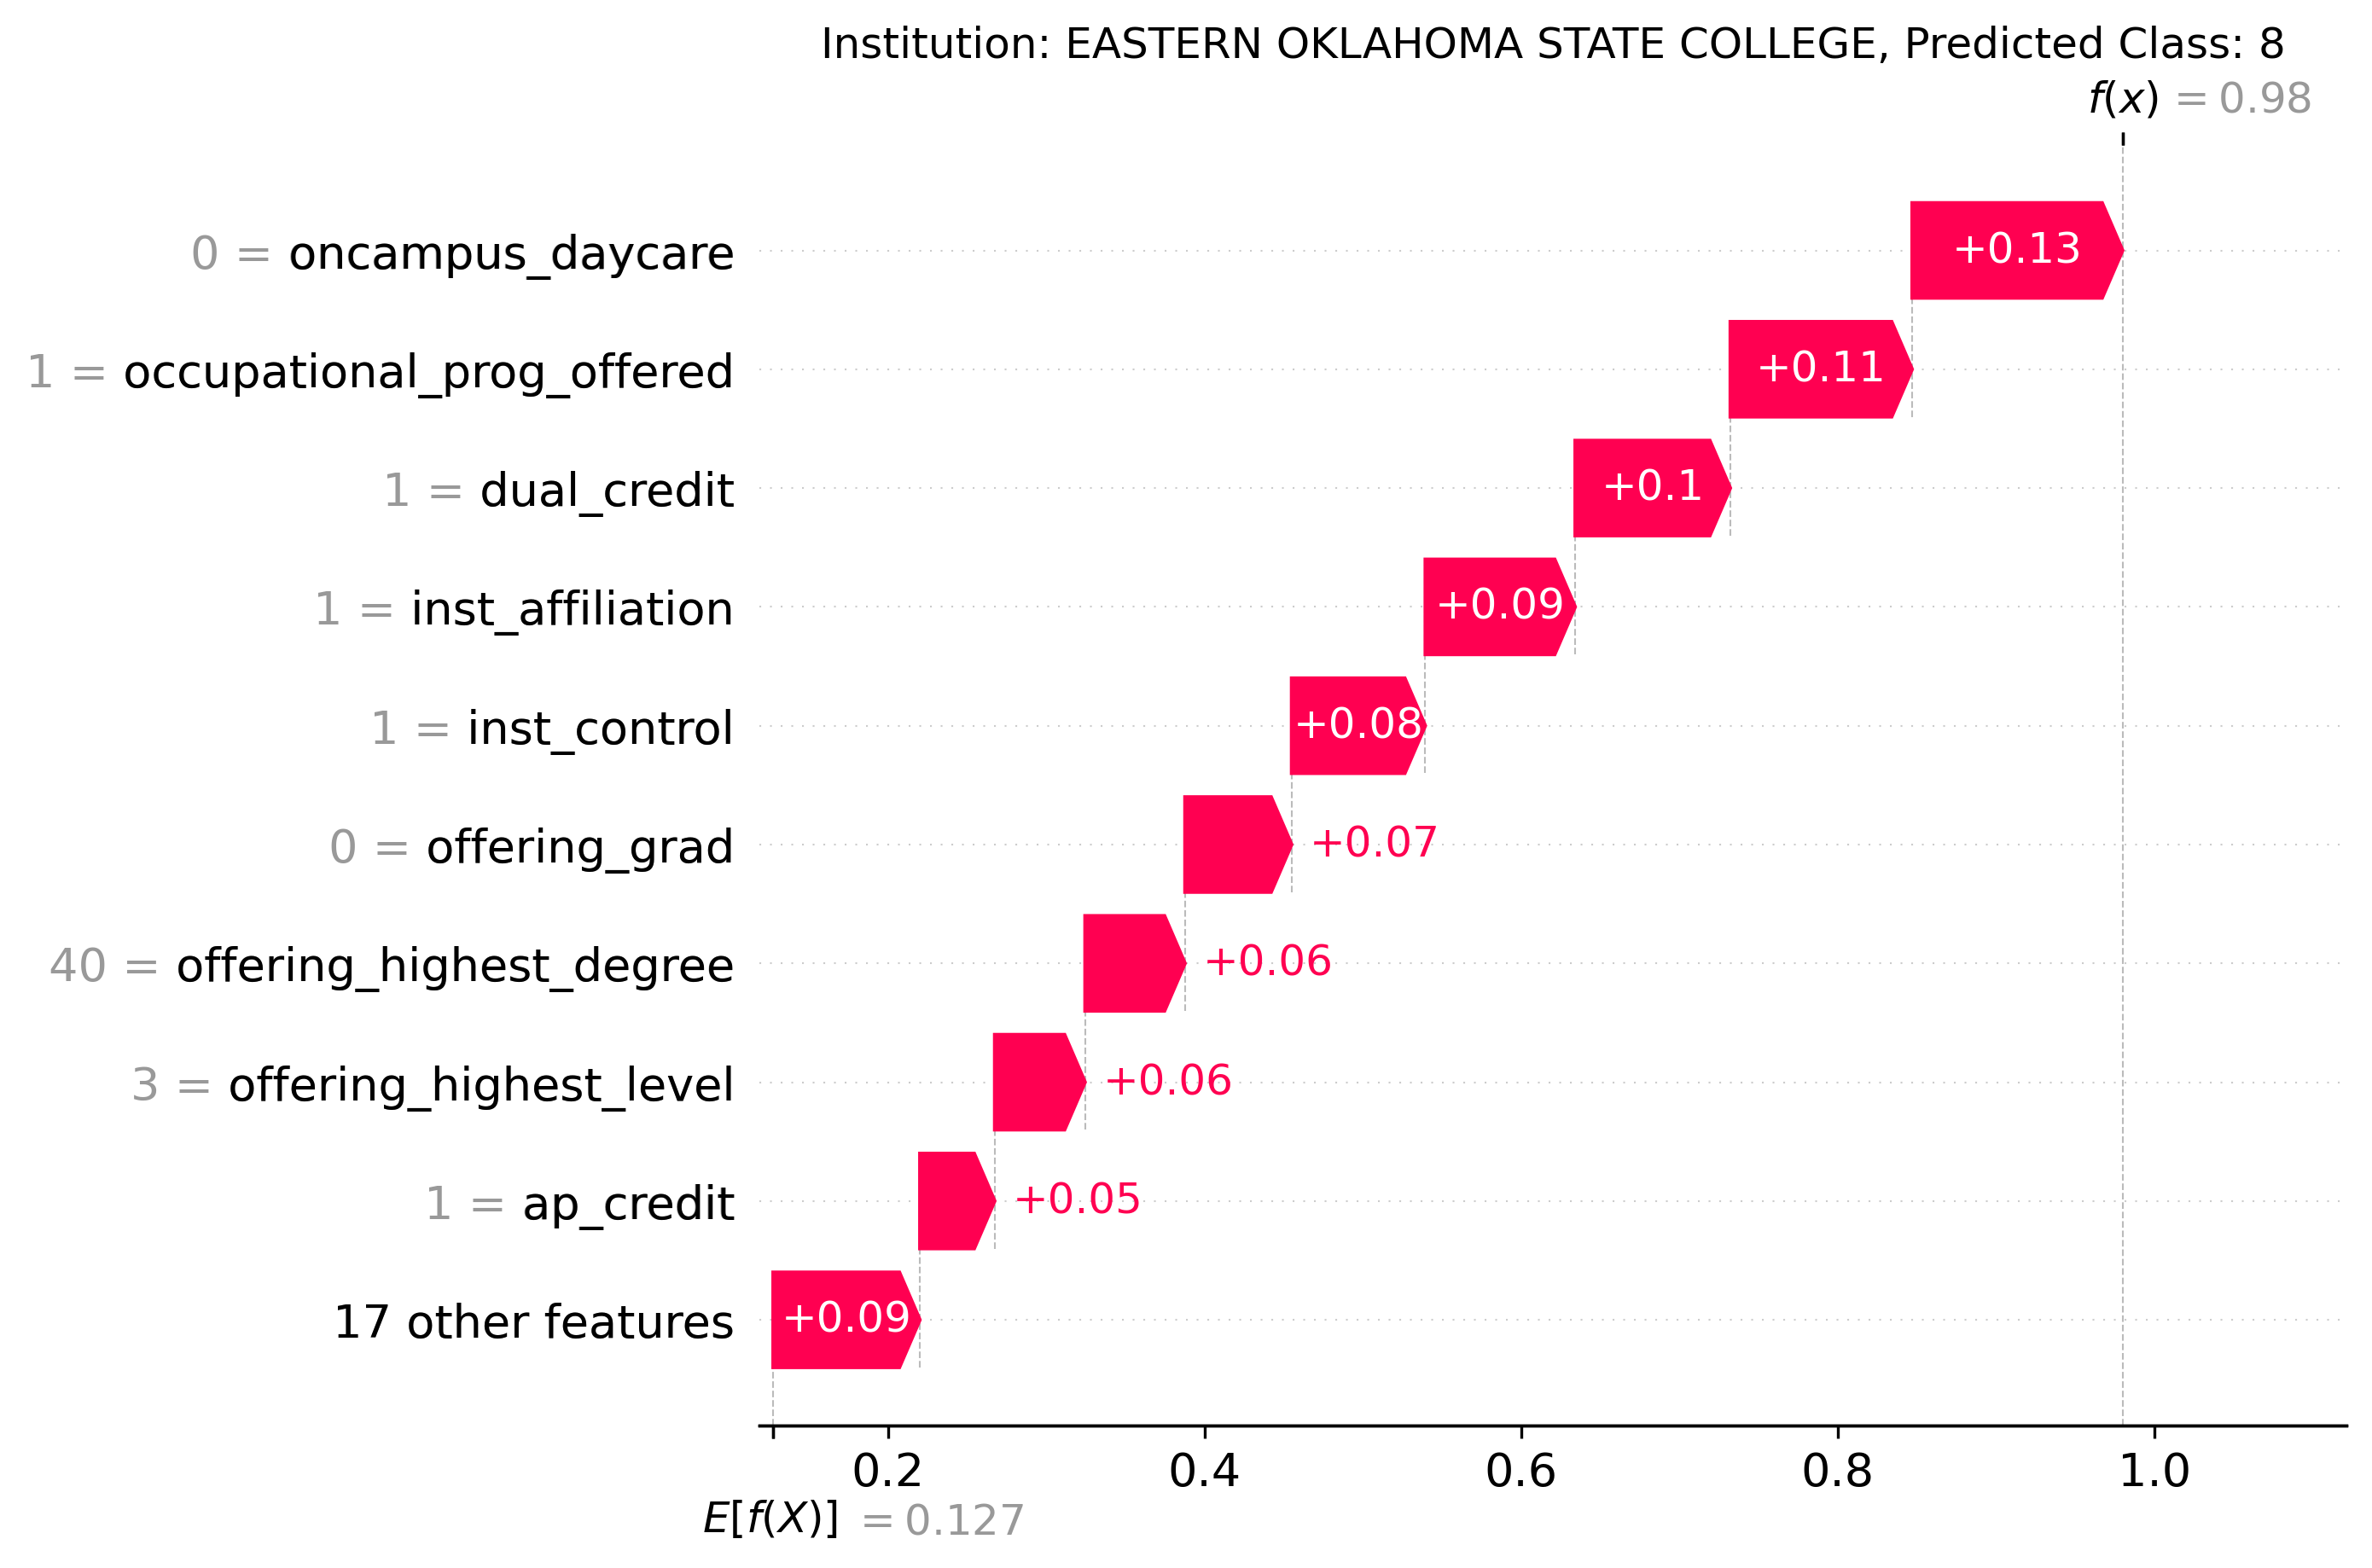 Institution: EASTERN OKLAHOMA STATE COLLEGE, Predicted Class: 8
f(x) = 0.98
0 = oncampus_daycare +0.13
1 = occupational_prog_offered +0.11
1 = dual_credit +0.1
1 = inst_affiliation +0.09
1 = inst_control +0.08
0 = offering_grad +0.07
40 = offering_highest_degree +0.06
3 = offering_highest_level +0.06
1 = ap_credit +0.05
17 other features +0.09
0.2 0.4 0.6 0.8 1.0
E[f(X)] = 0.127